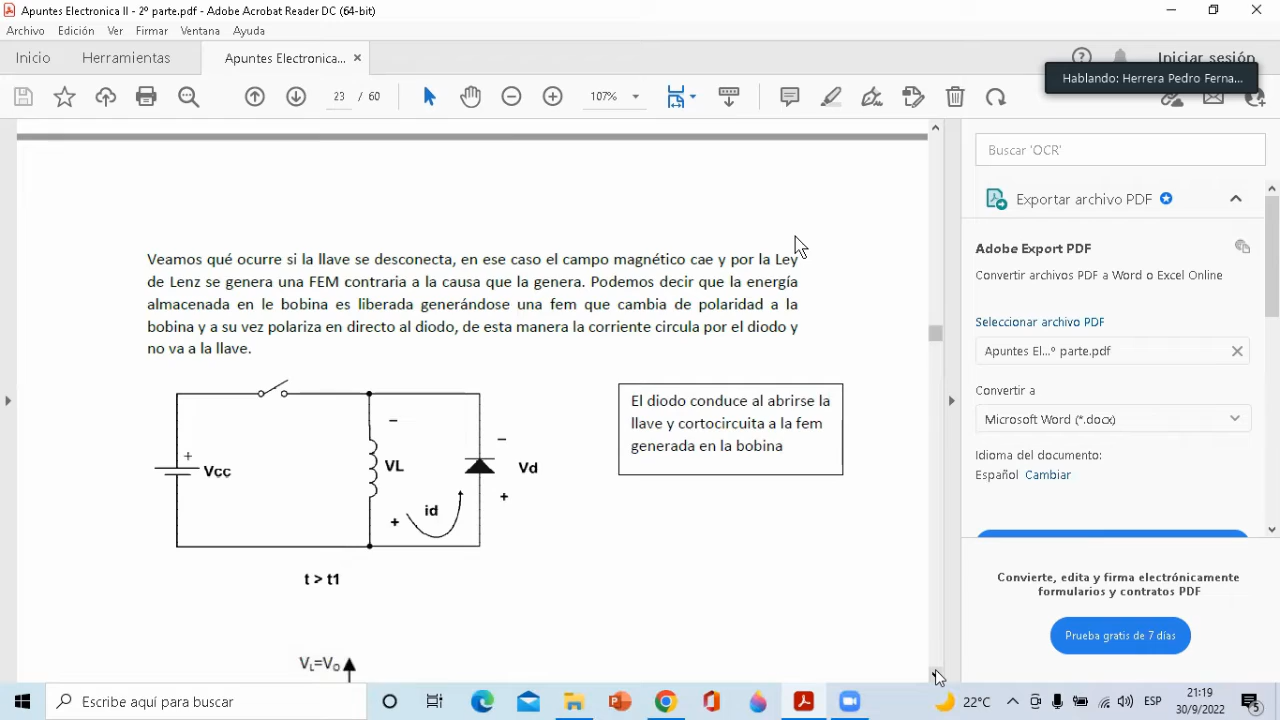 Apuntes Electronica II - 2º parte.pdf - Adobe Acrobat Reader DC (64-bit)
Archivo Edición Ver Firmar Ventana Ayuda
Inicio Herramientas Apuntes Electronica... × Iniciar sesión
Hablando: Herrera Pedro Ferna...
23 / 60 107%
Buscar 'OCR'
Exportar archivo PDF
Adobe Export PDF
Convertir archivos PDF a Word o Excel Online
Seleccionar archivo PDF
Apuntes El...º parte.pdf
Convertir a
Microsoft Word (*.docx)
Idioma del documento:
Español Cambiar
Convierte, edita y firma electrónicamente
formularios y contratos PDF
Prueba gratis de 7 días
Veamos qué ocurre si la llave se desconecta, en ese caso el campo magnético cae y por la Ley
de Lenz se genera una FEM contraria a la causa que la genera. Podemos decir que la energía
almacenada en le bobina es liberada generándose una fem que cambia de polaridad a la
bobina y a su vez polariza en directo al diodo, de esta manera la corriente circula por el diodo y
no va a la llave.
El diodo conduce al abrirse la
llave y cortocircuita a la fem
generada en la bobina
+ Vcc
− VL +
id
− Vd +
t > t1
VL=VO
Escribe aquí para buscar
22°C ESP
21:19
30/9/2022
5